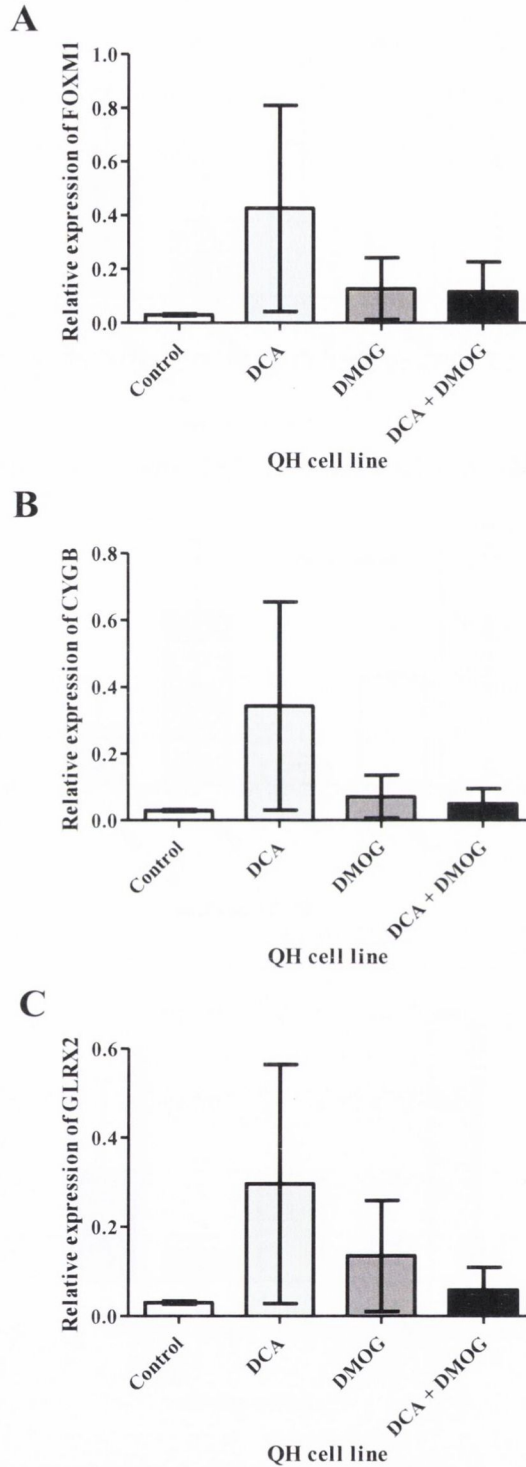 A
Relative expression of FOXM1
1.0
0.8
0.6
0.4
0.2
0.0
Control
DCA
DMOG
DCA + DMOG
QH cell line
B
Relative expression of CYGB
0.8
0.6
0.4
0.2
0.0
Control
DCA
DMOG
DCA + DMOG
QH cell line
C
Relative expression of GLRX2
0.6
0.4
0.2
0.0
Control
DCA
DMOG
DCA + DMOG
QH cell line